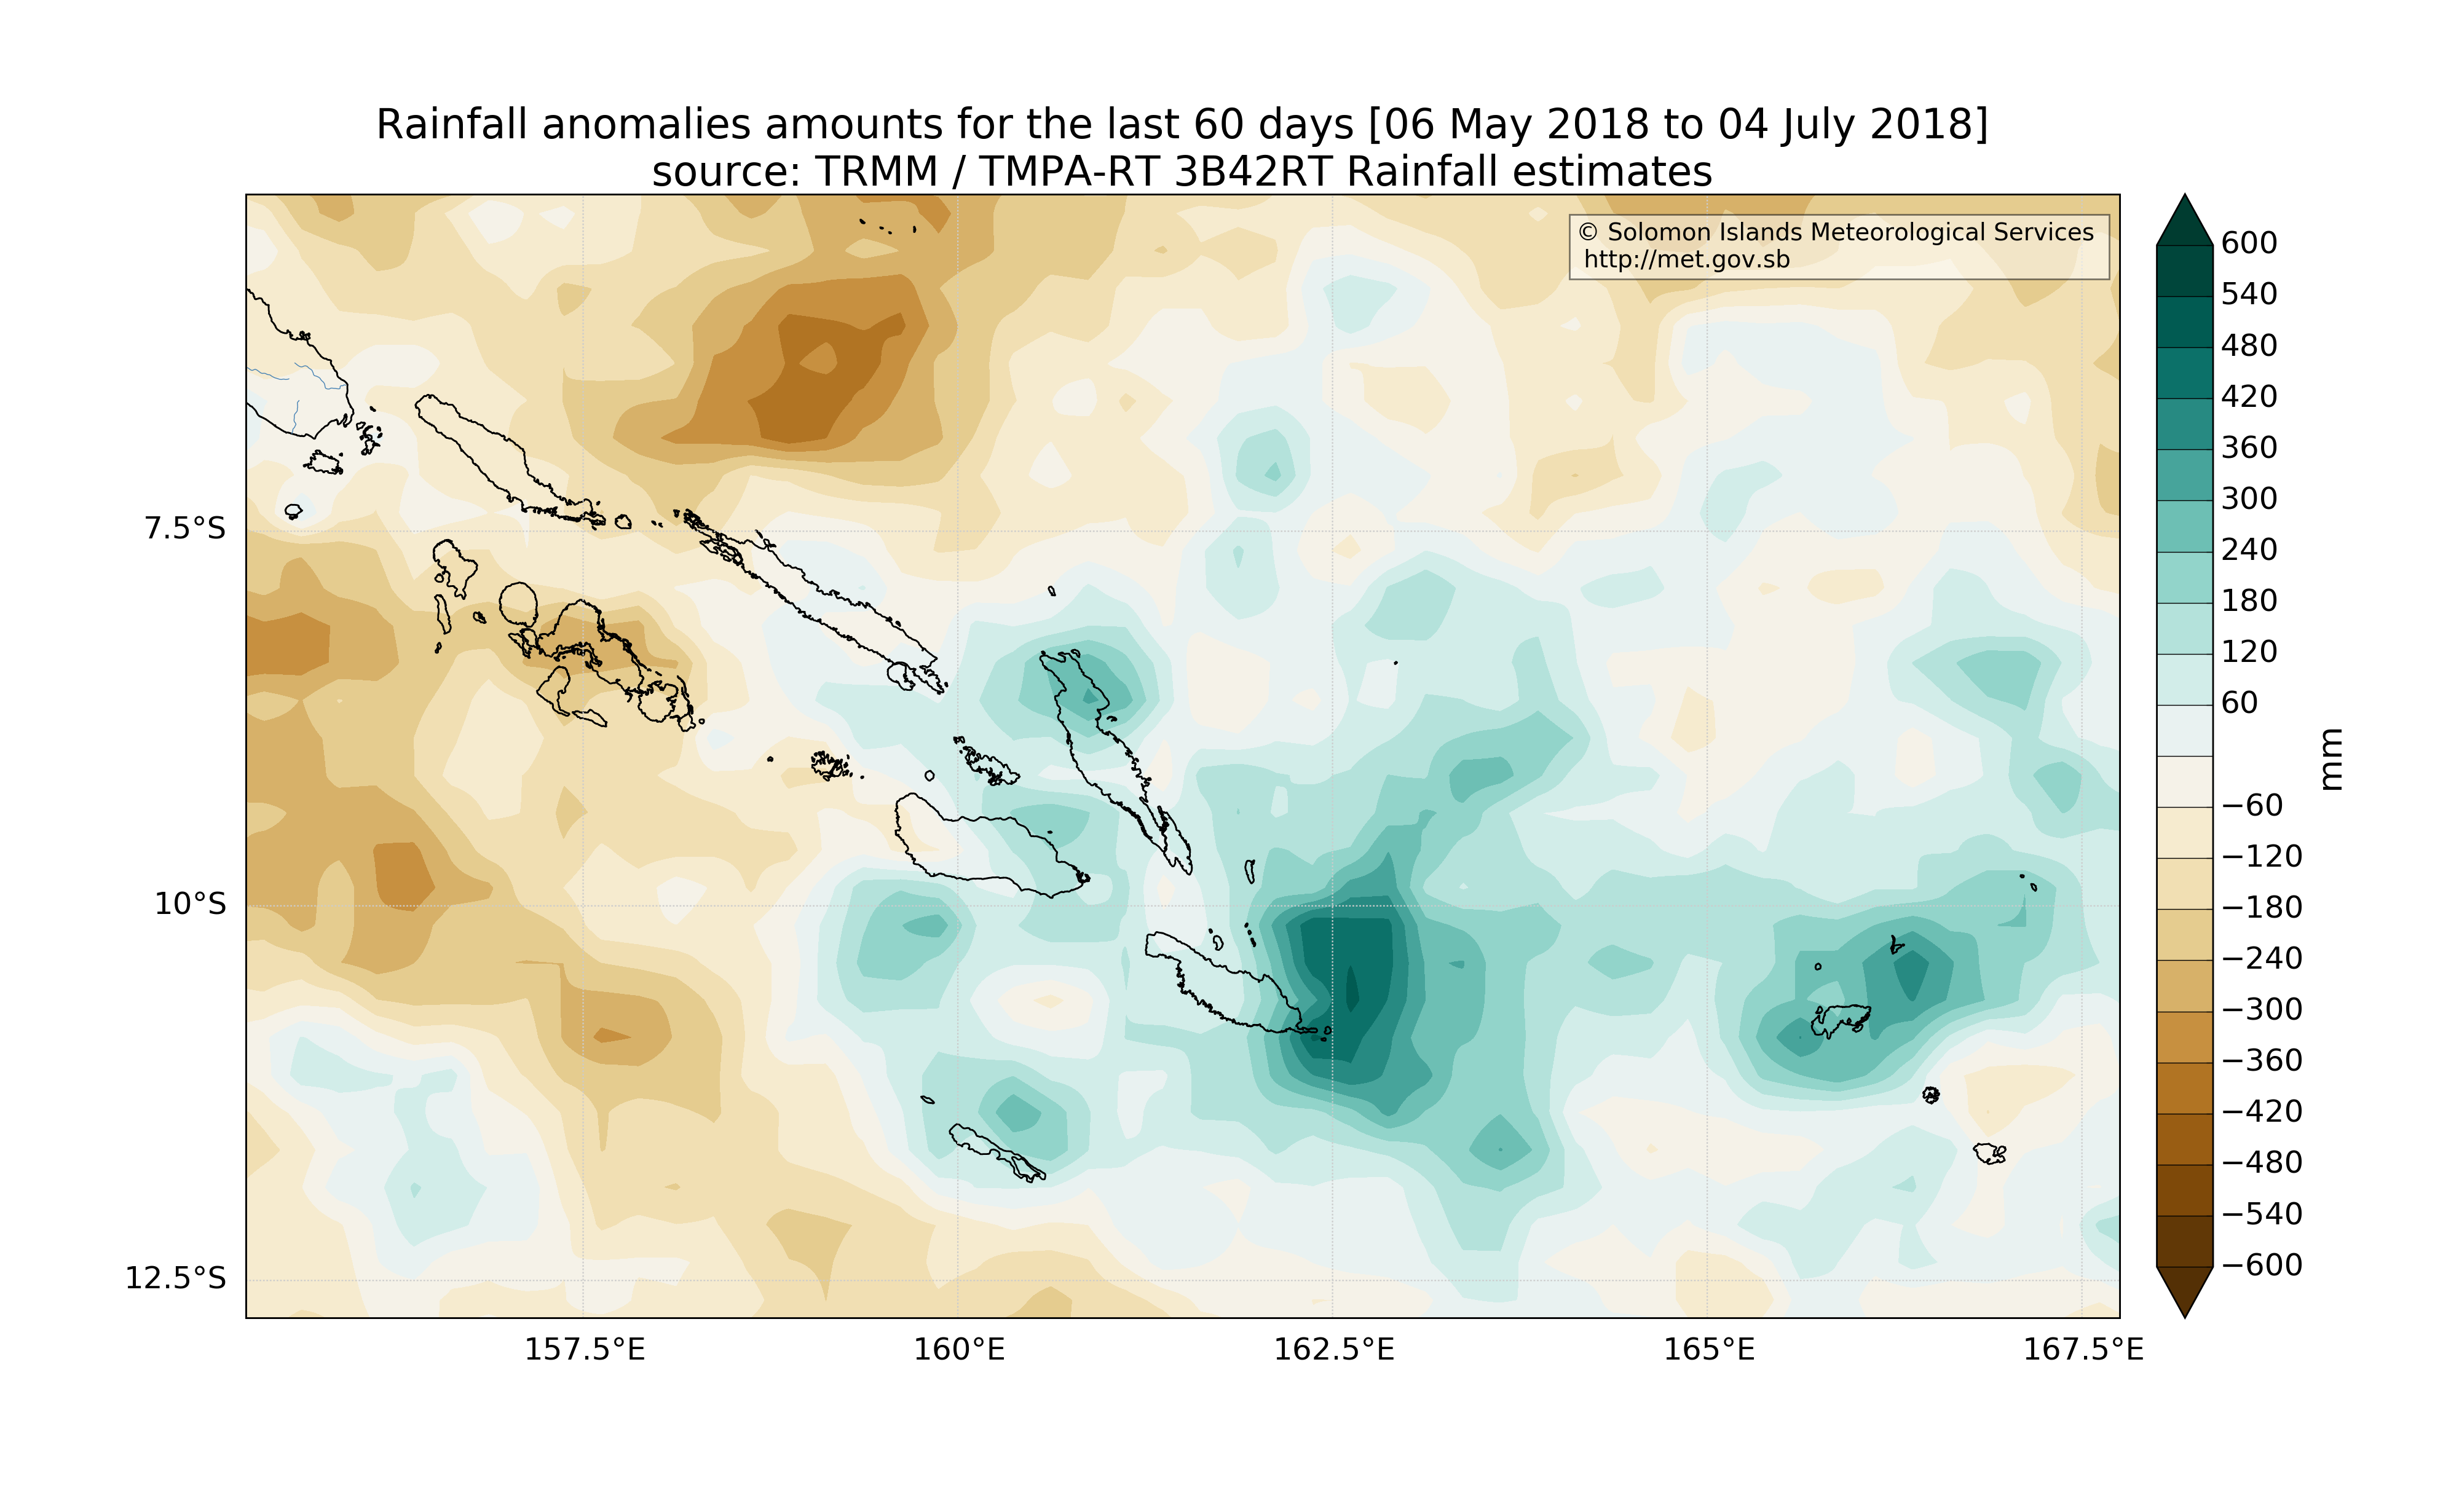 Rainfall anomalies amounts for the last 60 days [06 May 2018 to 04 July 2018]
source: TRMM / TMPA-RT 3B42RT Rainfall estimates
© Solomon Islands Meteorological Services
http://met.gov.sb
7.5°S
10°S
12.5°S
157.5°E
160°E
162.5°E
165°E
167.5°E
600
540
480
420
360
300
240
180
120
60
−60
−120
−180
−240
−300
−360
−420
−480
−540
−600
mm